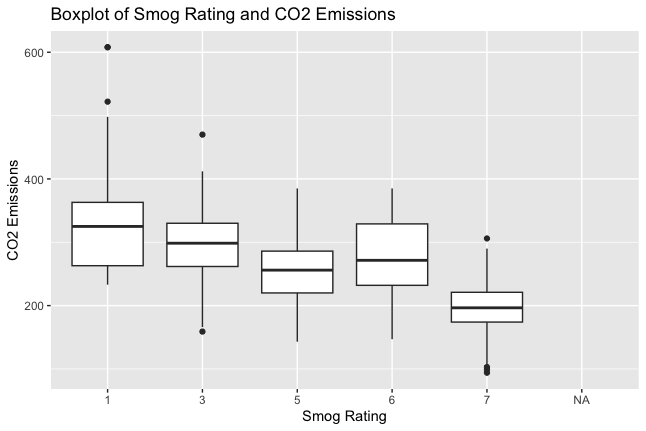 Boxplot of Smog Rating and CO2 Emissions
600
400
200
CO2 Emissions
1 3 5 6 7 NA
Smog Rating